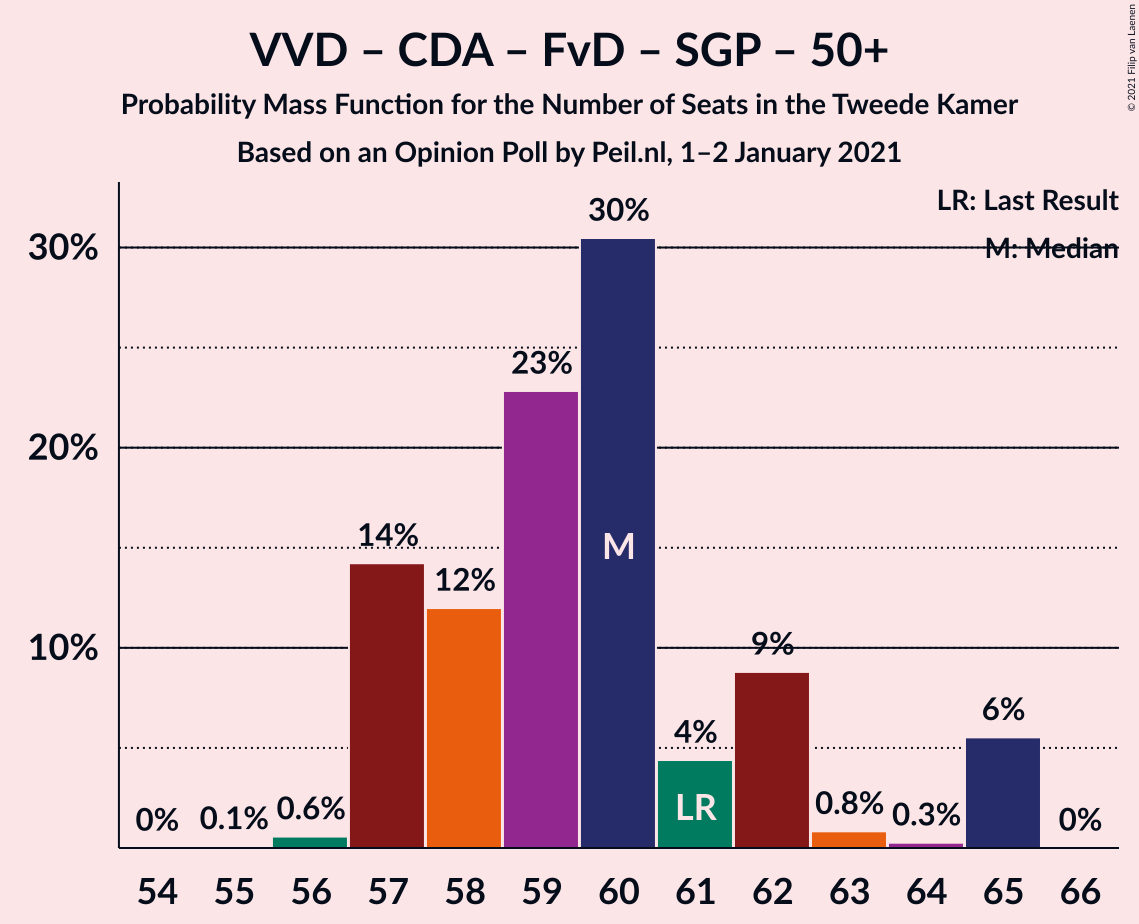 VVD – CDA – FvD – SGP – 50+
Probability Mass Function for the Number of Seats in the Tweede Kamer
Based on an Opinion Poll by Peil.nl, 1–2 January 2021
© 2021 Filip van Laenen
LR: Last Result
M: Median
30%
20%
10%
0%
0.1%
0.6%
14%
12%
23%
30%
4%
9%
0.8%
0.3%
6%
0%
M
LR
54 55 56 57 58 59 60 61 62 63 64 65 66